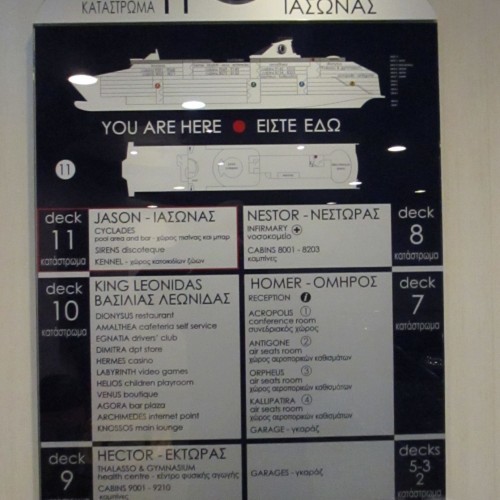 ΚΑΤΑΣΤΡΩΜΑ 11 ΙΑΣΩΝΑΣ
YOU ARE HERE ● ΕΙΣΤΕ ΕΔΩ
11
deck
11
κατάστρωμα
JASON - ΙΑΣΩΝΑΣ
CYCLADES
pool area and bar - χώρος πισίνας και μπαρ
SIRENS discoteque
KENNEL - χώρος κατοικιδίων ζώων
NESTOR - ΝΕΣΤΩΡΑΣ
INFIRMARY
νοσοκομείο
CABINS 8001 - 8203
καμπίνες
deck
8
κατάστρωμα
deck
10
κατάστρωμα
KING LEONIDAS
ΒΑΣΙΛΙΑΣ ΛΕΩΝΙΔΑΣ
DIONYSUS restaurant
AMALTHEA cafeteria self service
EGNATIA drivers' club
DIMITRA dpt store
HERMES casino
LABYRINTH video games
HELIOS children playroom
VENUS boutique
AGORA bar plaza
ARCHIMEDES internet point
KNOSSOS main lounge
HOMER - ΟΜΗΡΟΣ
RECEPTION i
ACROPOLIS 1
conference room
συνεδριακός χώρος
ANTIGONE 2
air seats room
χώρος αεροπορικών καθισμάτων
ORPHEUS 3
air seats room
χώρος αεροπορικών καθισμάτων
KALLIPATIRA 4
air seats room
χώρος αεροπορικών καθισμάτων
GARAGE - γκαράζ
deck
7
κατάστρωμα
deck
9
HECTOR - ΕΚΤΩΡΑΣ
THALASSO & GYMNASIUM
health centre - κέντρο φυσικής αγωγής
CABINS 9001 - 9210
καμπίνες
GARAGES - γκαράζ
decks
5-3
2
κατάστρωμα